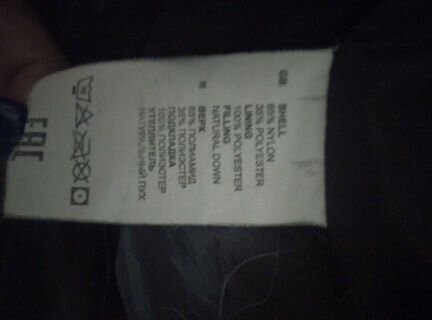 GB SHELL
65% NYLON
35% POLYESTER
LINING
100% POLYESTER
FILLING
NATURAL DOWN
R ВЕРХ
65% ПОЛИАМИД
35% ПОЛИЭСТЕР
ПОДКЛАДКА
100% ПОЛИЭСТЕР
УТЕПЛИТЕЛЬ
НАТУРАЛЬНЫЙ ПУХ
EAC